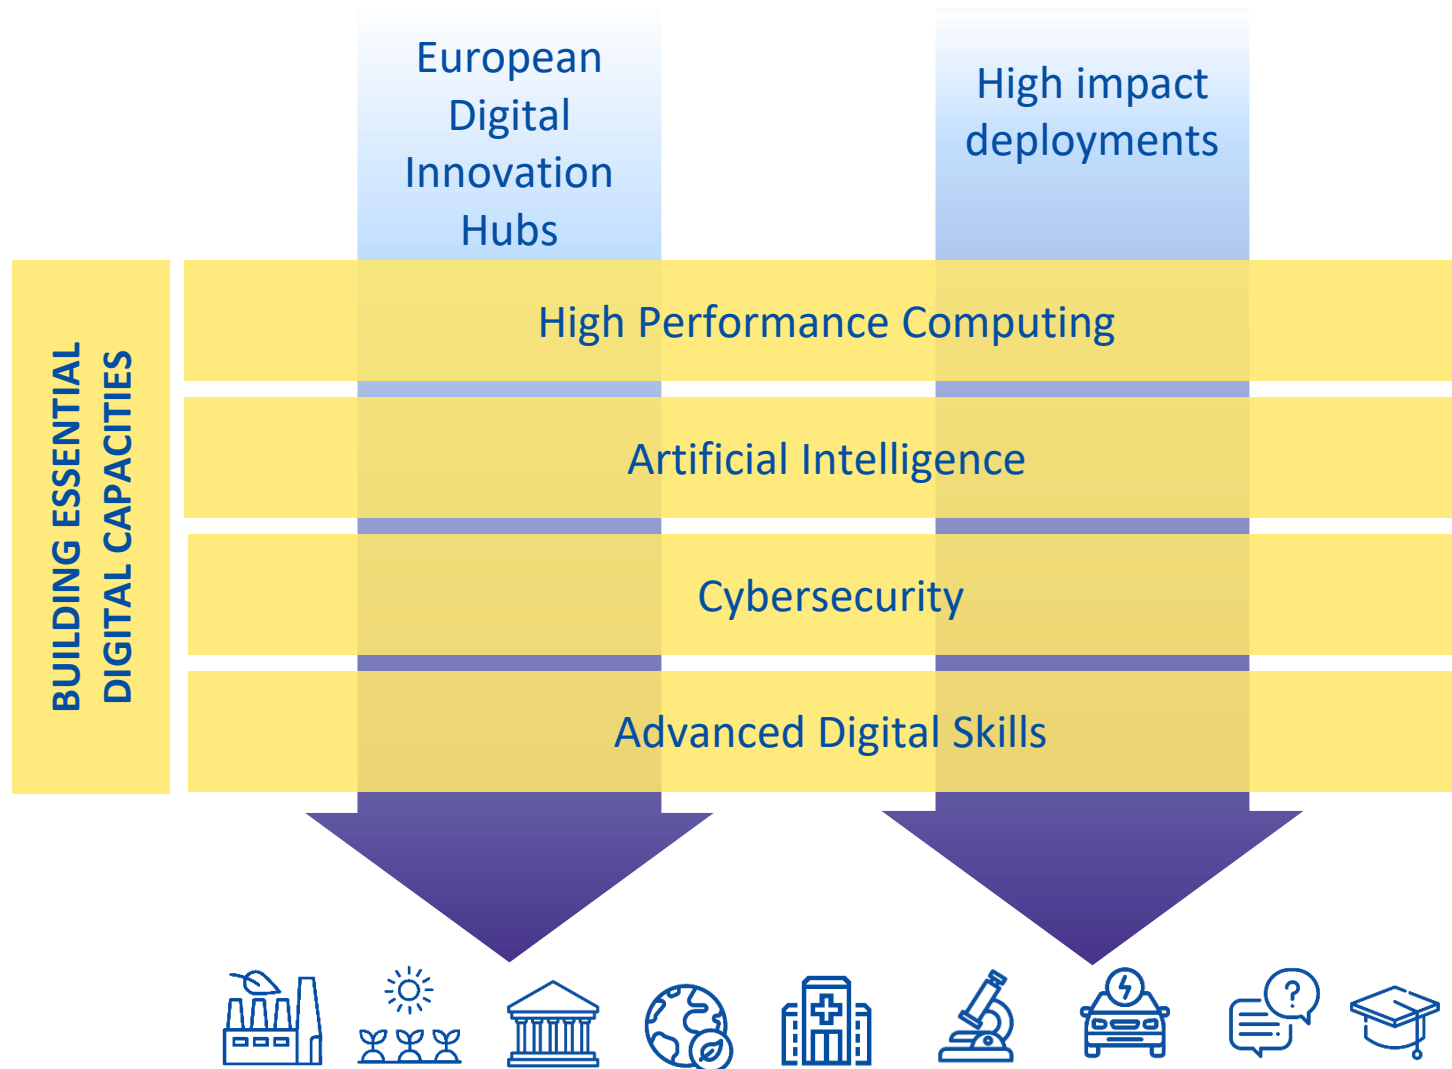 European
Digital
Innovation
Hubs
High impact
deployments
BUILDING ESSENTIAL
DIGITAL CAPACITIES
High Performance Computing
Artificial Intelligence
Cybersecurity
Advanced Digital Skills
?